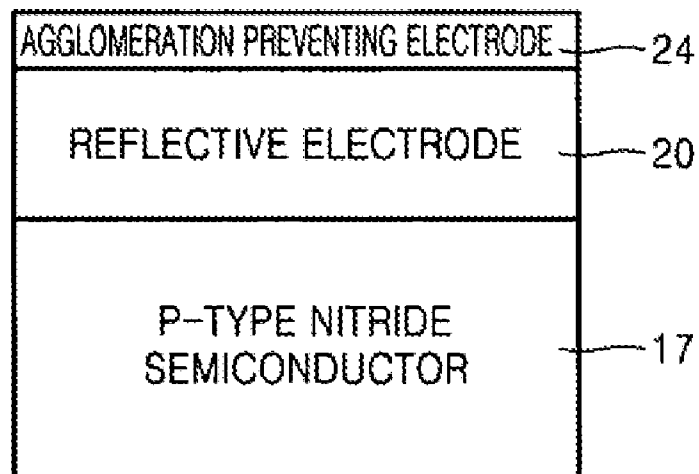 AGGLOMERATION PREVENTING ELECTRODE 24
REFLECTIVE ELECTRODE 20
P-TYPE NITRIDE
SEMICONDUCTOR 17